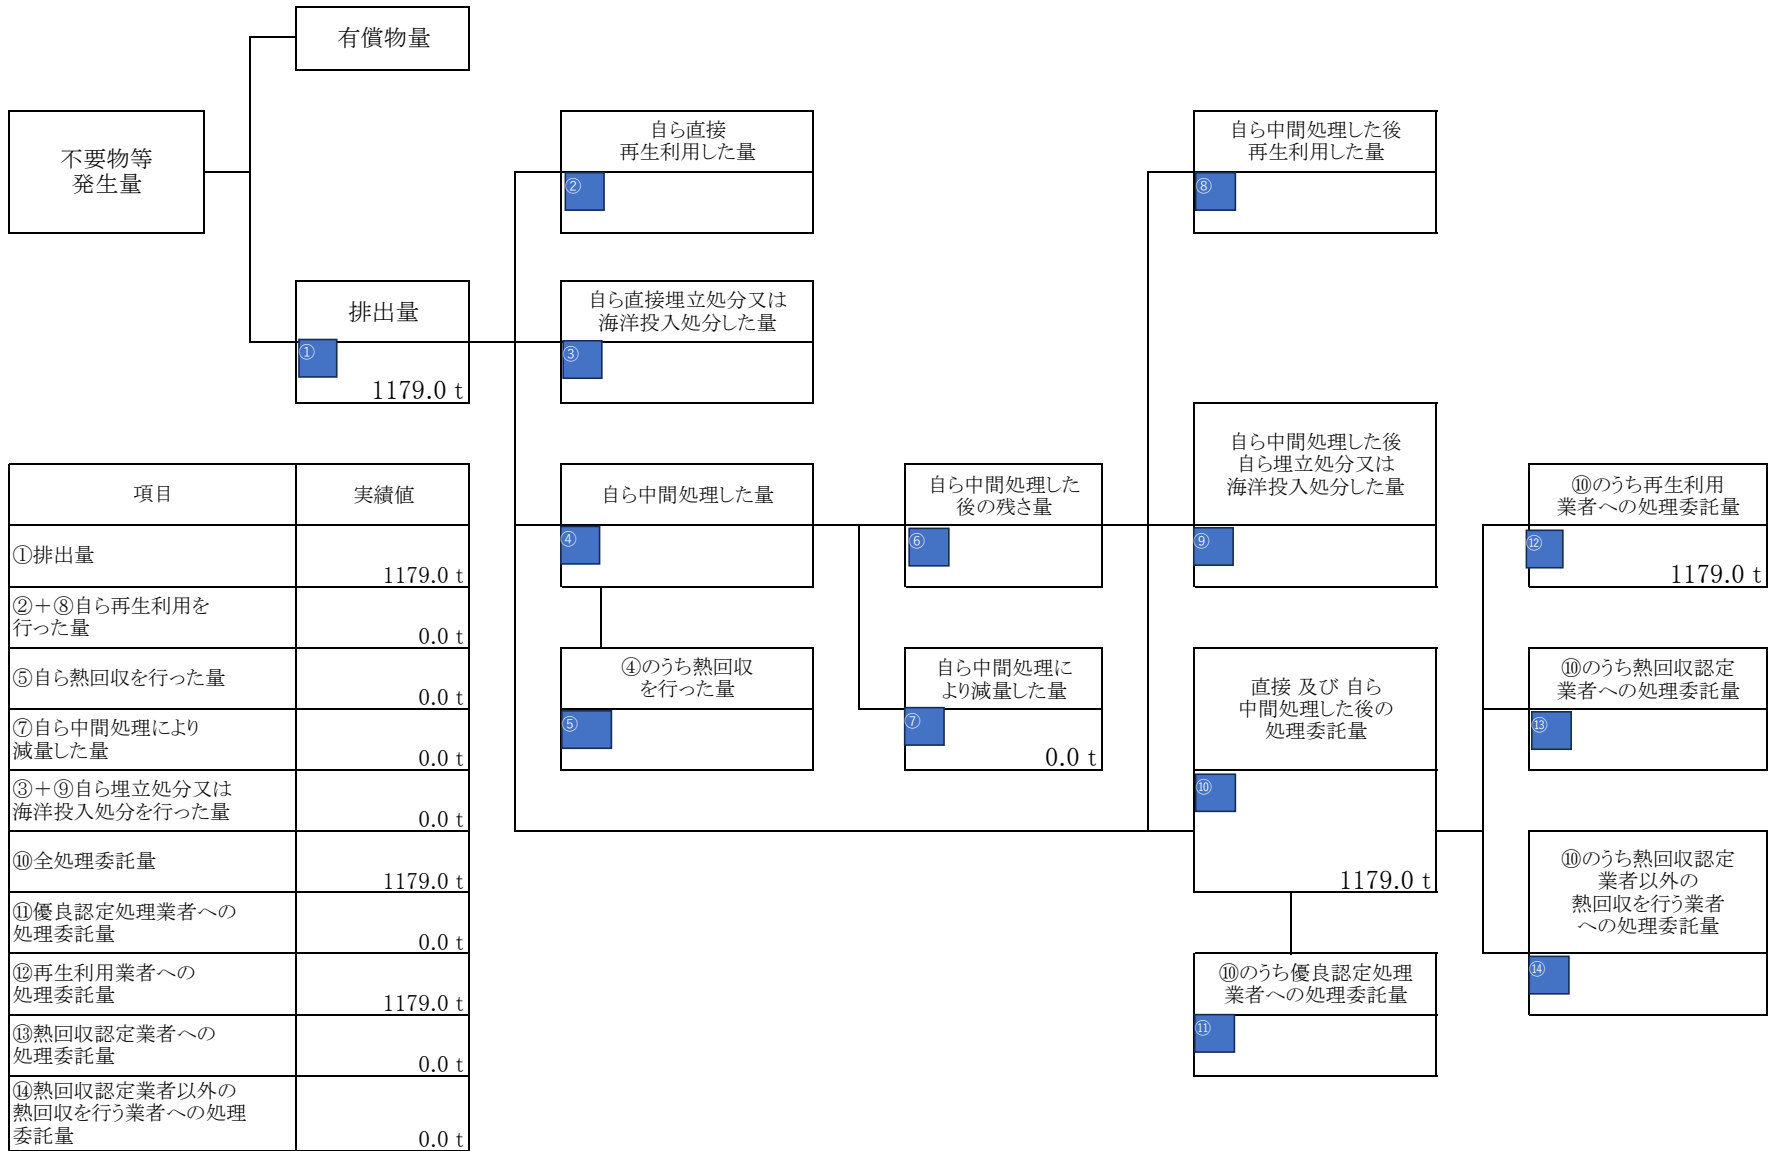 有償物量
不要物等
発生量
自ら直接
再生利用した量
②
自ら中間処理した後
再生利用した量
⑧
排出量
①
1179.0 t
自ら直接埋立処分又は
海洋投入処分した量
③
自ら中間処理した量
④
自ら中間処理した
後の残さ量
⑥
自ら中間処理した後
自ら埋立処分又は
海洋投入処分した量
⑨
⑩のうち再生利用
業者への処理委託量
⑫
1179.0 t
④のうち熱回収
を行った量
⑤
自ら中間処理に
より減量した量
⑦
0.0 t
直接 及び 自ら
中間処理した後の
処理委託量
⑩
1179.0 t
⑩のうち熱回収認定
業者への処理委託量
⑬
⑩のうち熱回収認定
業者以外の
熱回収を行う業者
への処理委託量
⑭
⑩のうち優良認定処理
業者への処理委託量
⑪
項目
実績値
①排出量
1179.0 t
②＋⑧自ら再生利用を
行った量
0.0 t
⑤自ら熱回収を行った量
0.0 t
⑦自ら中間処理により
減量した量
0.0 t
③＋⑨自ら埋立処分又は
海洋投入処分を行った量
0.0 t
⑩全処理委託量
1179.0 t
⑪優良認定処理業者への
処理委託量
0.0 t
⑫再生利用業者への
処理委託量
1179.0 t
⑬熱回収認定業者への
処理委託量
0.0 t
⑭熱回収認定業者以外の
熱回収を行う業者への処理
委託量
0.0 t